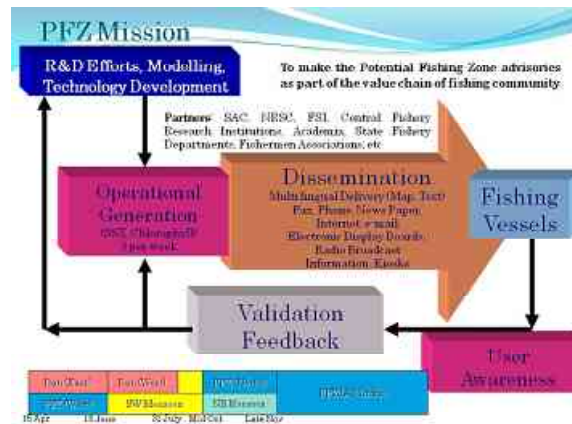 PFZ Mission
R&D Efforts, Modelling,
Technology Development
To make the Potential Fishing Zone advisories
as part of the value chain of fishing community
Partners SAC, NRSC, FSI, Central Fishery
Research Institutions, Academia, State Fishery
Departments, Fishermen Associations, etc
Operational
Generation
(SST, Chlorophyll)
3 per week
Dissemination
Multi lingual Delivery (Map, Text)
Fax, Phone, News Paper,
Internet, e-mail,
Electronic Display Boards,
Radio Broadcast
Information, Kiosks
Fishing
Vessels
Validation
Feedback
User
Awareness
SW Monsoon
NE Monsoon
15 Apr 15 June 31 July Mid Oct Late Nov